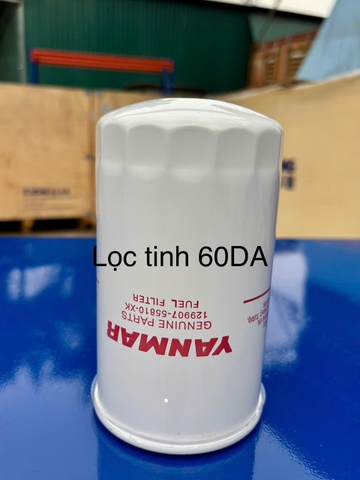 Lọc tinh 60DA
YANMAR
GENUINE PARTS
129907-55810-XK
FUEL FILTER